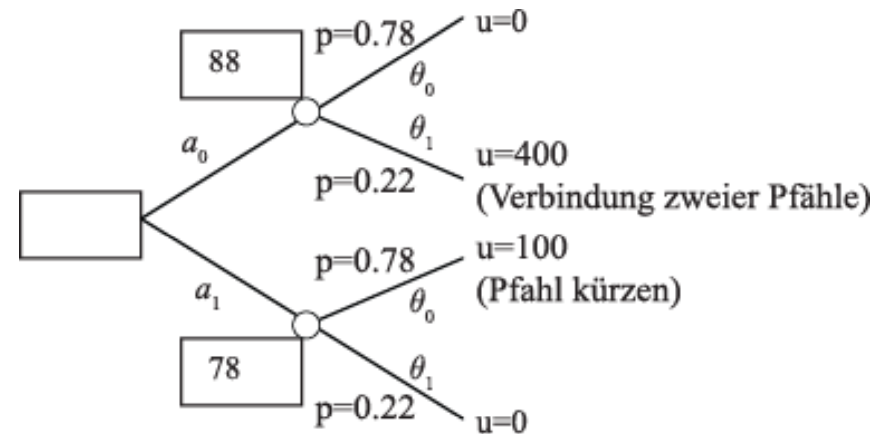 p=0.78
u=0
88
θ₀
a₀
θ₁
u=400
p=0.22
(Verbindung zweier Pfähle)
p=0.78
u=100
a₁
θ₀
(Pfahl kürzen)
78
θ₁
p=0.22
u=0